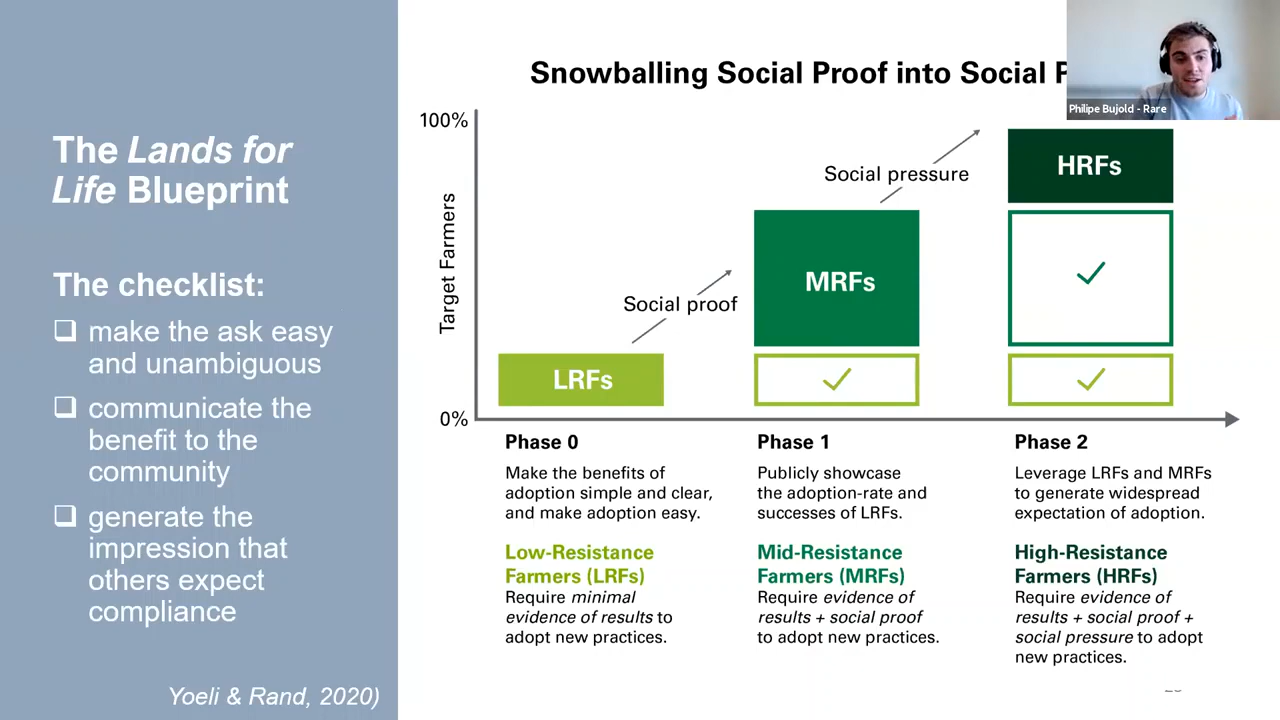 The Lands for
Life Blueprint
The checklist:
make the ask easy
and unambiguous
communicate the
benefit to the
community
generate the
impression that
others expect
compliance
Yoeli & Rand, 2020)
Snowballing Social Proof into Social
Philipe Bujold - Rare
100%
Target Farmers
0%
Social proof
Social pressure
LRFs
MRFs
HRFs
Phase 0
Make the benefits of
adoption simple and clear,
and make adoption easy.
Low-Resistance
Farmers (LRFs)
Require minimal
evidence of results to
adopt new practices.
Phase 1
Publicly showcase
the adoption-rate and
successes of LRFs.
Mid-Resistance
Farmers (MRFs)
Require evidence of
results + social proof
to adopt new practices.
Phase 2
Leverage LRFs and MRFs
to generate widespread
expectation of adoption.
High-Resistance
Farmers (HRFs)
Require evidence of
results + social proof +
social pressure to adopt
new practices.